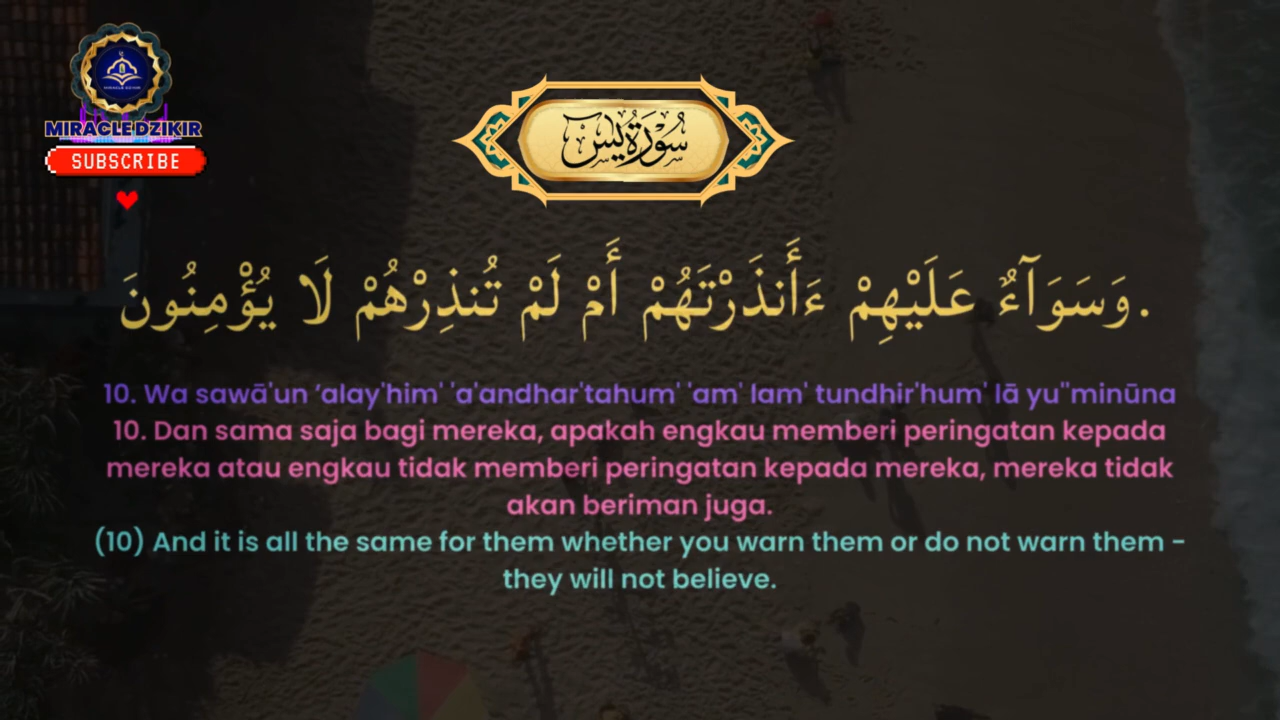 MIRACLE DZIKIR
MIRACLEDZIKIR
SUBSCRIBE
سُوْرَةُ يٰسٓ
.وَسَوَآءٌ عَلَيْهِمْ ءَأَنذَرْتَهُمْ أَمْ لَمْ تُنذِرْهُمْ لَا يُؤْمِنُونَ
10. Wa sawā'un ‘alay'him' 'a'andhar'tahum' 'am' lam' tundhir'hum' lā yu''minūna
10. Dan sama saja bagi mereka, apakah engkau memberi peringatan kepada
mereka atau engkau tidak memberi peringatan kepada mereka, mereka tidak
akan beriman juga.
(10) And it is all the same for them whether you warn them or do not warn them –
they will not believe.